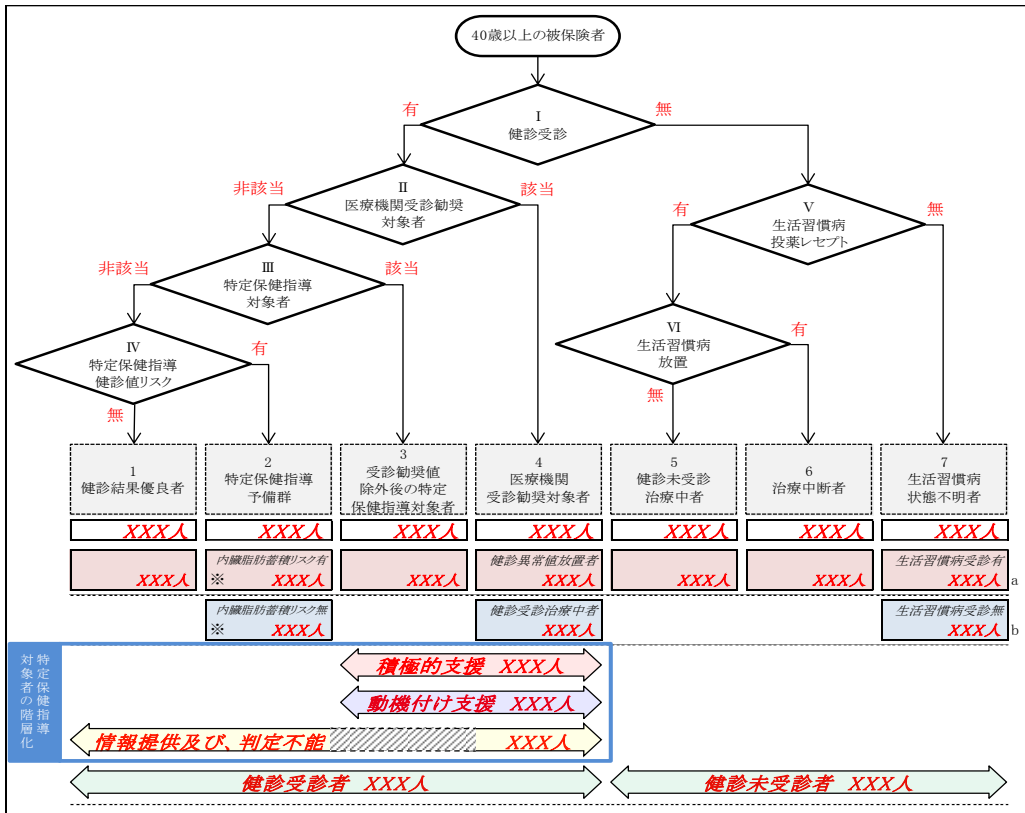 40歳以上の被保険者
Ⅰ
健診受診
有
無
Ⅱ
医療機関受診勧奨
対象者
非該当
該当
Ⅴ
生活習慣病
投薬レセプト
有
無
Ⅲ
特定保健指導
対象者
非該当
該当
Ⅳ
特定保健指導
健診値リスク
有
無
Ⅵ
生活習慣病
放置
有
無
1
健診結果優良者
2
特定保健指導
予備群
3
受診勧奨値
除外後の特定
保健指導対象者
4
医療機関
受診勧奨対象者
5
健診未受診
治療中者
6
治療中断者
7
生活習慣病
状態不明者
XXX人
XXX人
XXX人
XXX人
XXX人
XXX人
XXX人
XXX人
内臓脂肪蓄積リスク有
※ XXX人
XXX人
健診異常値放置者
XXX人
XXX人
XXX人
生活習慣病受診有
XXX人
a
内臓脂肪蓄積リスク無
※ XXX人
健診受診治療中者
XXX人
生活習慣病受診無
XXX人
b
特定保健指導
対象者の階層化
積極的支援 XXX人
動機付け支援 XXX人
情報提供及び、判定不能 XXX人
健診受診者 XXX人
健診未受診者 XXX人